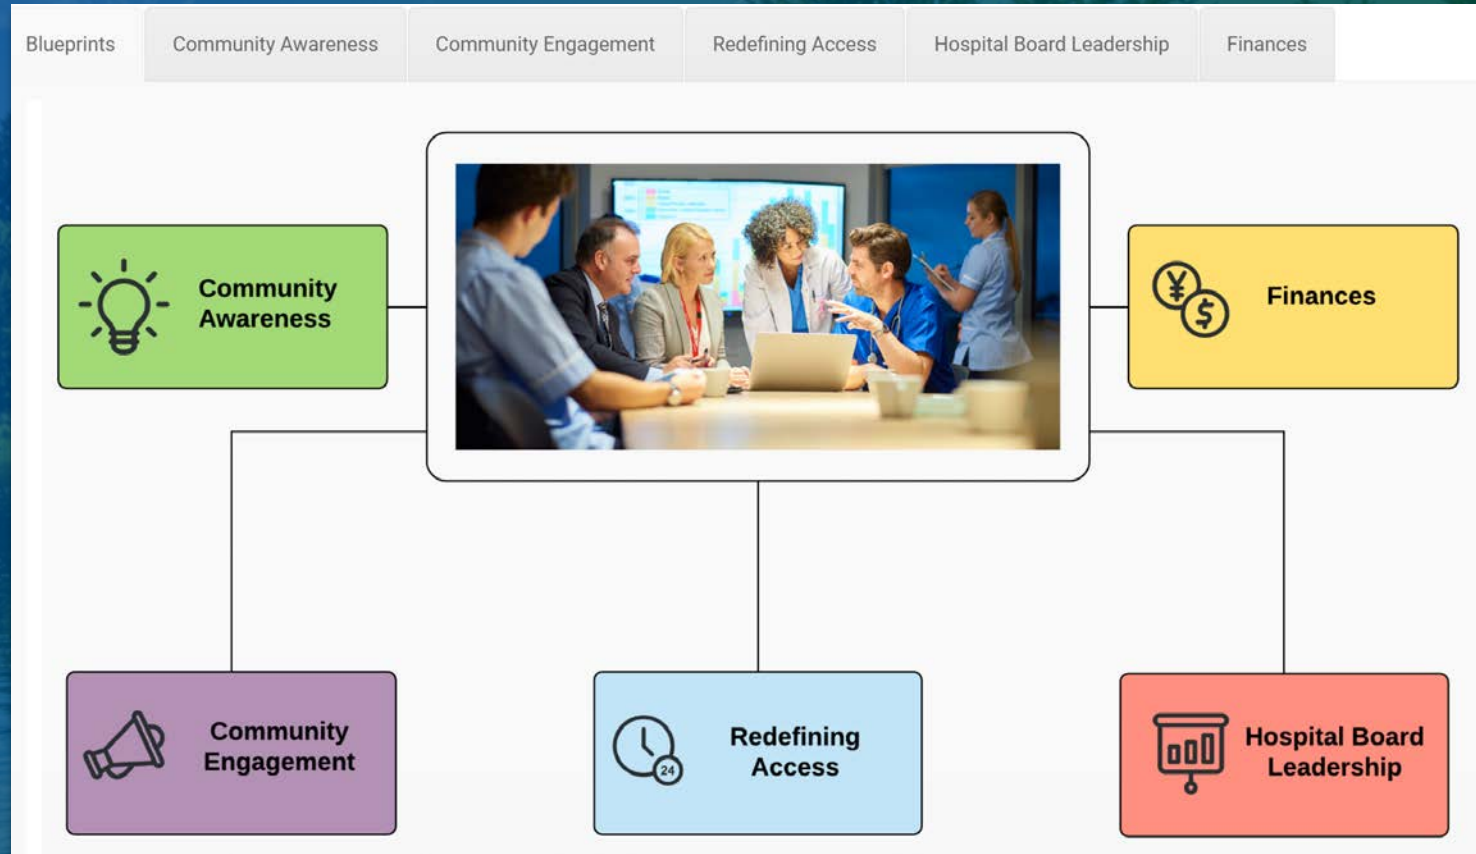 Blueprints
Community Awareness
Community Engagement
Redefining Access
Hospital Board Leadership
Finances
Community
Awareness
¥
$
Finances
Community
Engagement
24
Redefining
Access
Hospital Board
Leadership